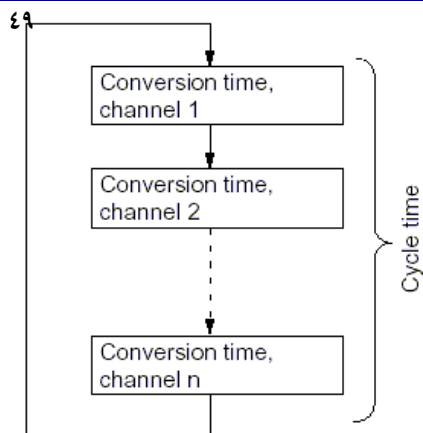 ٤٩
Conversion time,
channel 1
Conversion time,
channel 2
Cycle time
Conversion time,
channel n